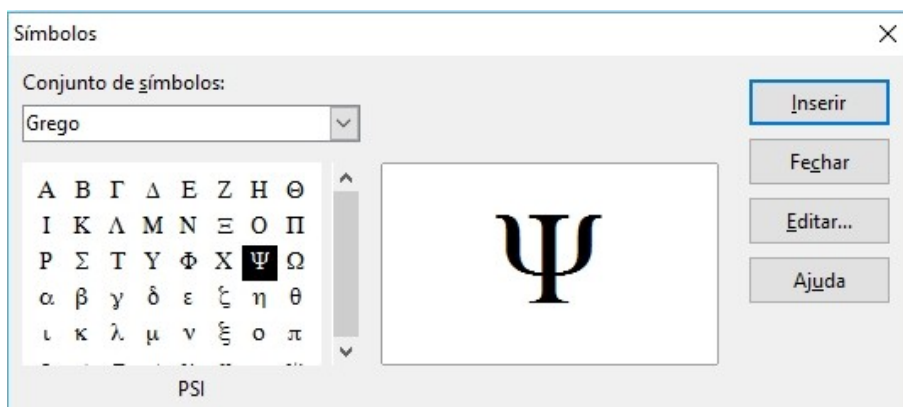 Símbolos
Conjunto de símbolos:
Grego
Α Β Γ Δ Ε Ζ Η Θ
Ι Κ Λ Μ Ν Ξ Ο Π
Ρ Σ Τ Υ Φ Χ Ψ Ω
α β γ δ ε ζ η θ
ι κ λ μ ν ξ ο π
PSI
Ψ
Inserir
Fechar
Editar...
Ajuda